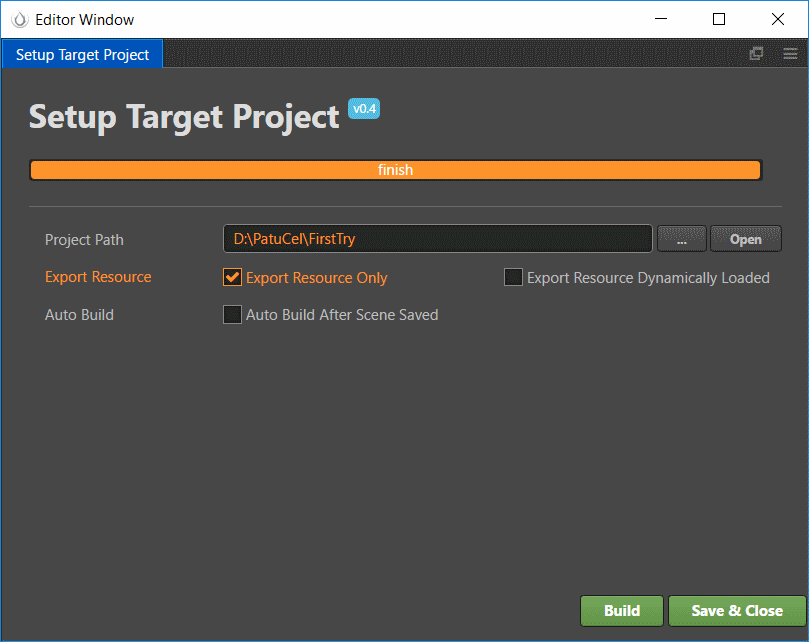 Editor Window
Setup Target Project
Setup Target Project v0.4
finish
Project Path D:\PatuCel\FirstTry ... Open
Export Resource Export Resource Only Export Resource Dynamically Loaded
Auto Build Auto Build After Scene Saved
Build Save & Close